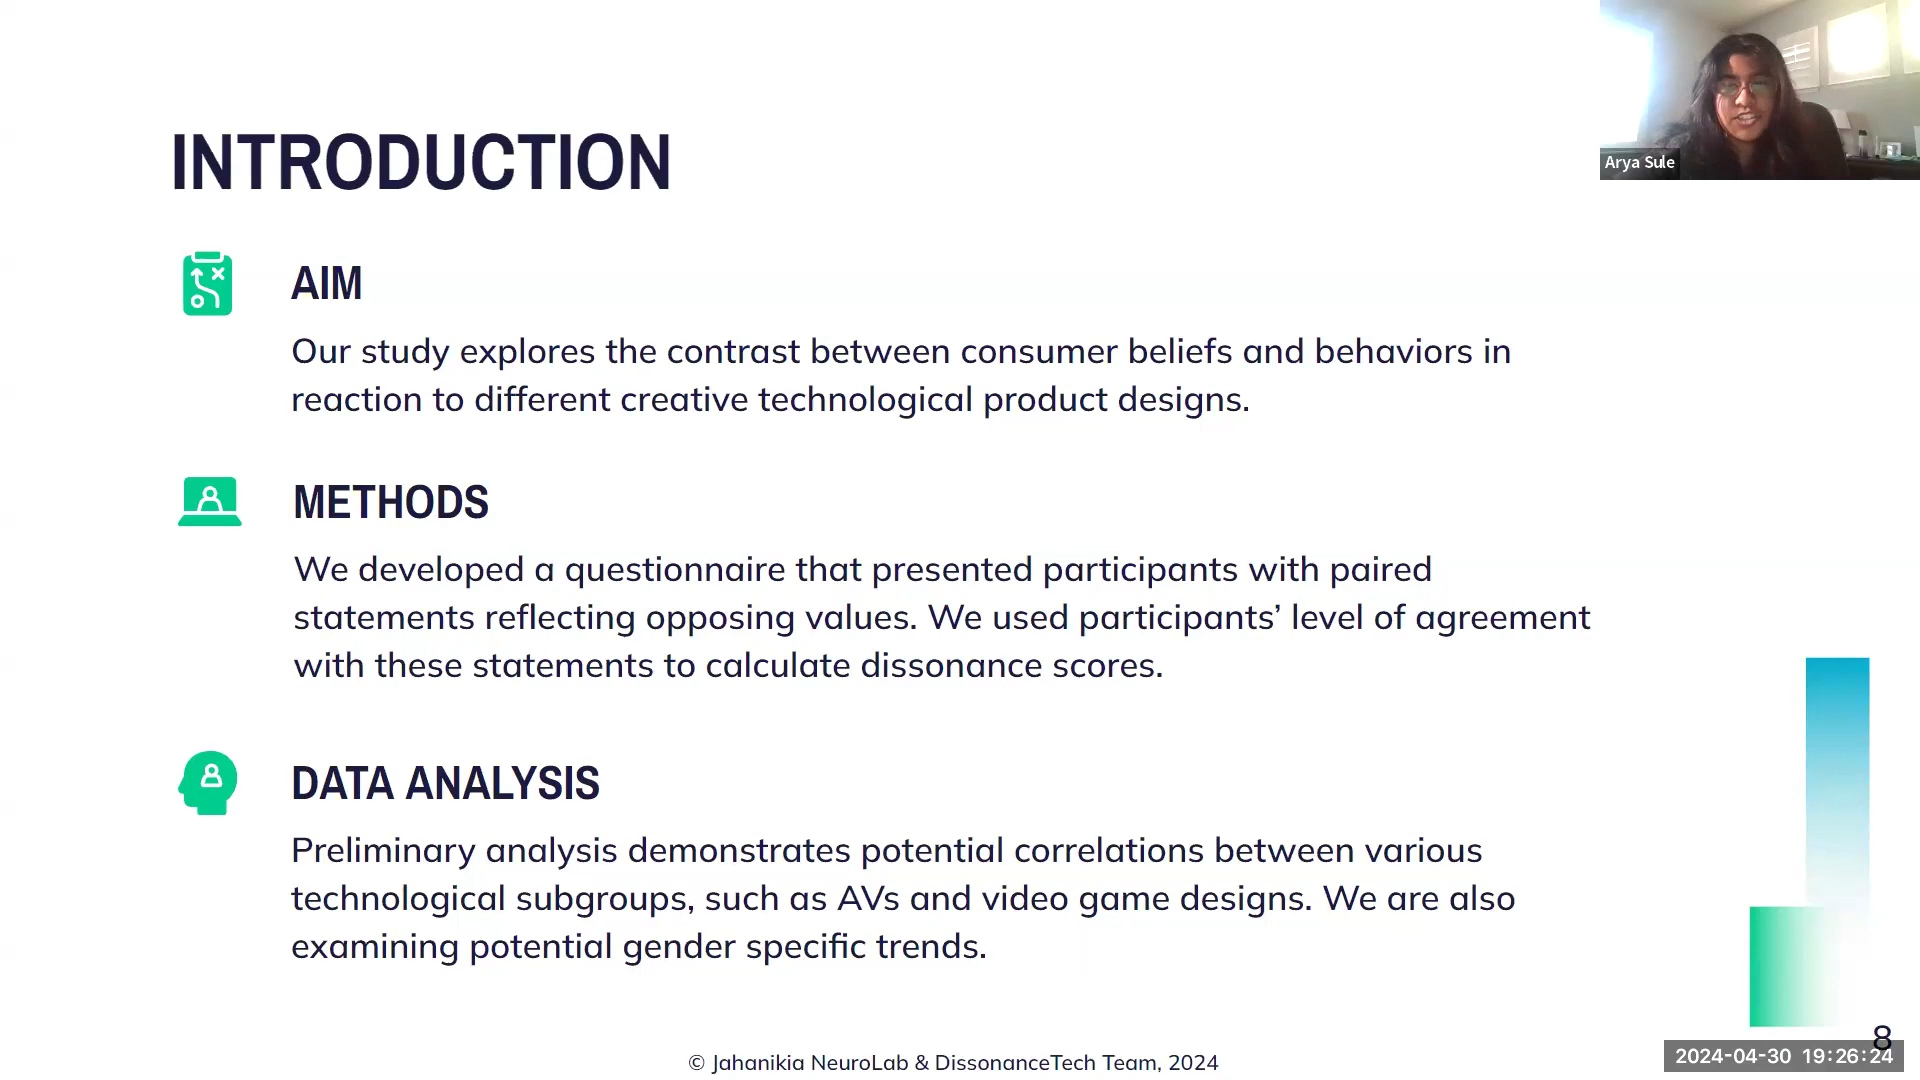 INTRODUCTION
Arya Sule
AIM
Our study explores the contrast between consumer beliefs and behaviors in
reaction to different creative technological product designs.
METHODS
We developed a questionnaire that presented participants with paired
statements reflecting opposing values. We used participants’ level of agreement
with these statements to calculate dissonance scores.
DATA ANALYSIS
Preliminary analysis demonstrates potential correlations between various
technological subgroups, such as AVs and video game designs. We are also
examining potential gender specific trends.
8
© Jahanikia NeuroLab & DissonanceTech Team, 2024
2024-04-30 19:26:24